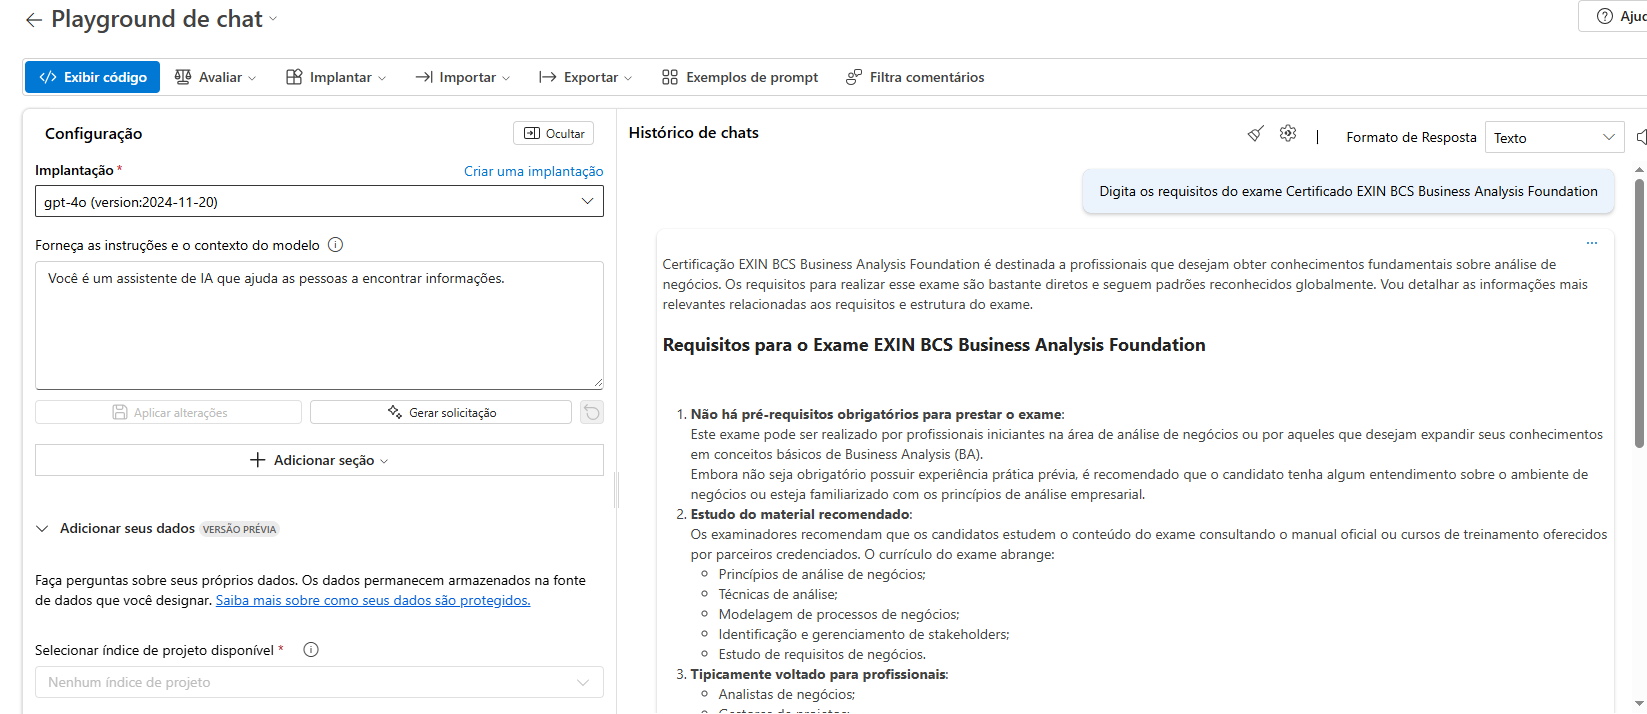 Playground de chat
Ajuc
Exibir código
Avaliar
Implantar
Importar
Exportar
Exemplos de prompt
Filtra comentários
Configuração
Ocultar
Implantação *
Criar uma implantação
gpt-4o (version:2024-11-20)
Forneça as instruções e o contexto do modelo
Você é um assistente de IA que ajuda as pessoas a encontrar informações.
Aplicar alterações
Gerar solicitação
Adicionar seção
Adicionar seus dados VERSÃO PRÉVIA
Faça perguntas sobre seus próprios dados. Os dados permanecem armazenados na fonte
de dados que você designar. Saiba mais sobre como seus dados são protegidos.
Selecionar índice de projeto disponível *
Nenhum índice de projeto
Histórico de chats
Formato de Resposta
Texto
Digita os requisitos do exame Certificado EXIN BCS Business Analysis Foundation
Certificação EXIN BCS Business Analysis Foundation é destinada a profissionais que desejam obter conhecimentos fundamentais sobre análise de
negócios. Os requisitos para realizar esse exame são bastante diretos e seguem padrões reconhecidos globalmente. Vou detalhar as informações mais
relevantes relacionadas aos requisitos e estrutura do exame.
Requisitos para o Exame EXIN BCS Business Analysis Foundation
1. Não há pré-requisitos obrigatórios para prestar o exame:
Este exame pode ser realizado por profissionais iniciantes na área de análise de negócios ou por aqueles que desejam expandir seus conhecimentos
em conceitos básicos de Business Analysis (BA).
Embora não seja obrigatório possuir experiência prática prévia, é recomendado que o candidato tenha algum entendimento sobre o ambiente de
negócios ou esteja familiarizado com os princípios de análise empresarial.
2. Estudo do material recomendado:
Os examinadores recomendam que os candidatos estudem o conteúdo do exame consultando o manual oficial ou cursos de treinamento oferecidos
por parceiros credenciados. O currículo do exame abrange:
Princípios de análise de negócios;
Técnicas de análise;
Modelagem de processos de negócios;
Identificação e gerenciamento de stakeholders;
Estudo de requisitos de negócios.
3. Tipicamente voltado para profissionais:
Analistas de negócios;
Gestores de projetos;